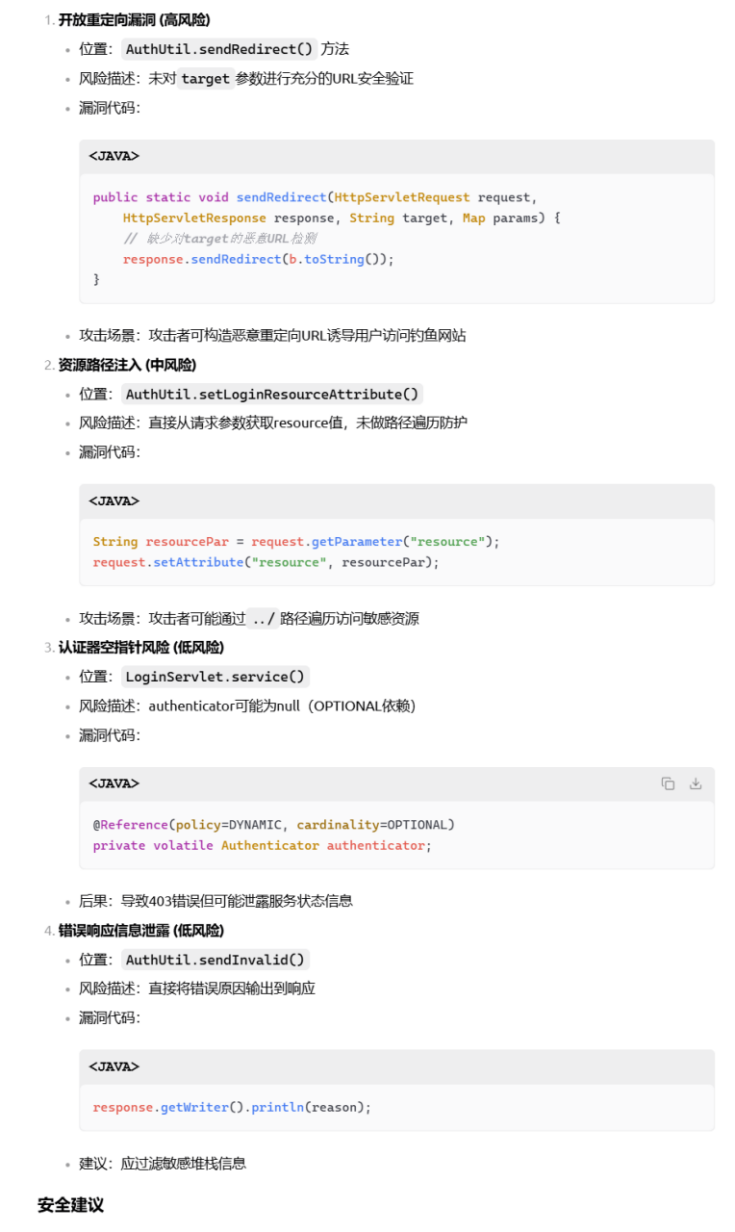 1. 开放重定向漏洞 (高风险)
• 位置： AuthUtil.sendRedirect() 方法
• 风险描述：未对 target 参数进行充分的URL安全验证
• 漏洞代码：
<JAVA>
public static void sendRedirect(HttpServletRequest request,
    HttpServletResponse response, String target, Map params) {
    // 缺少对target的恶意URL检测
    response.sendRedirect(b.toString());
}
• 攻击场景：攻击者可构造恶意重定向URL诱导用户访问钓鱼网站
2. 资源路径注入 (中风险)
• 位置： AuthUtil.setLoginResourceAttribute()
• 风险描述：直接从请求参数获取resource值，未做路径遍历防护
• 漏洞代码：
<JAVA>
String resourcePar = request.getParameter("resource");
request.setAttribute("resource", resourcePar);
• 攻击场景：攻击者可能通过 ../ 路径遍历访问敏感资源
3. 认证器空指针风险 (低风险)
• 位置： LoginServlet.service()
• 风险描述：authenticator可能为null（OPTIONAL依赖）
• 漏洞代码：
<JAVA>
@Reference(policy=DYNAMIC, cardinality=OPTIONAL)
private volatile Authenticator authenticator;
• 后果：导致403错误但可能泄露服务状态信息
4. 错误响应信息泄露 (低风险)
• 位置： AuthUtil.sendInvalid()
• 风险描述：直接将错误原因输出到响应
• 漏洞代码：
<JAVA>
response.getWriter().println(reason);
• 建议：应过滤敏感堆栈信息
安全建议